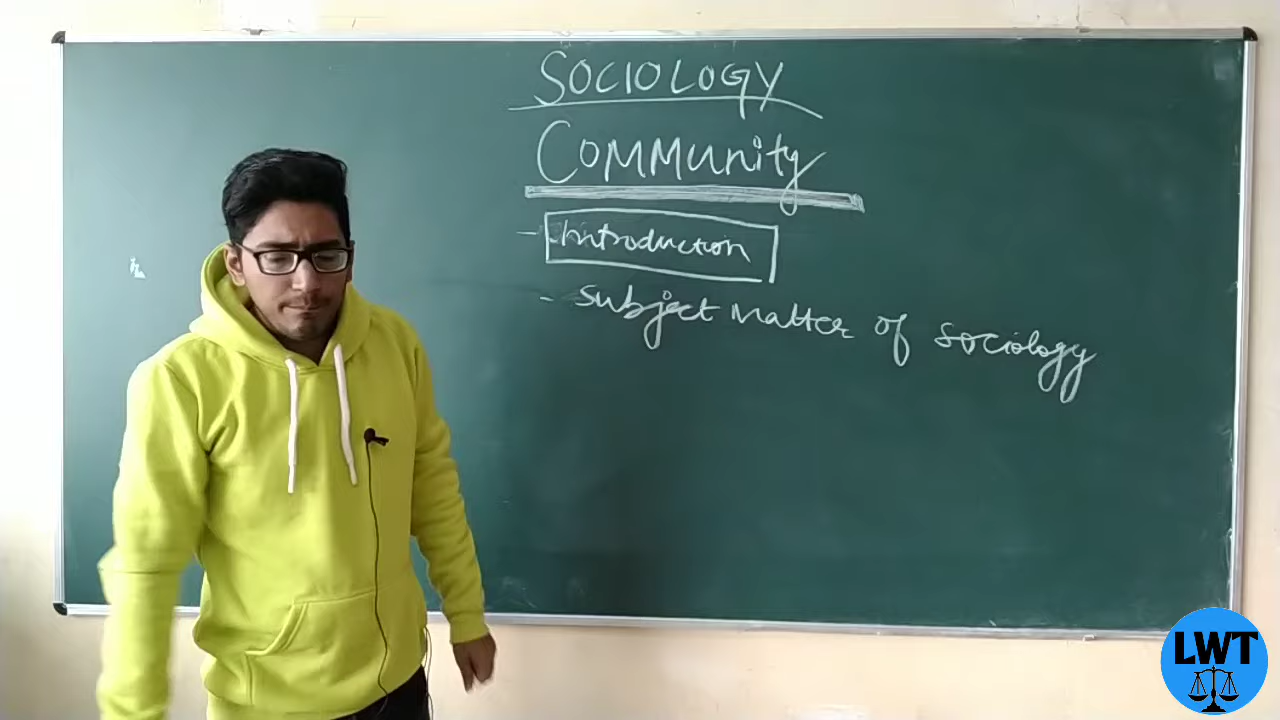 SOCIOLOGY
Community
- Introduction
- Subject matter of sociology
LWT